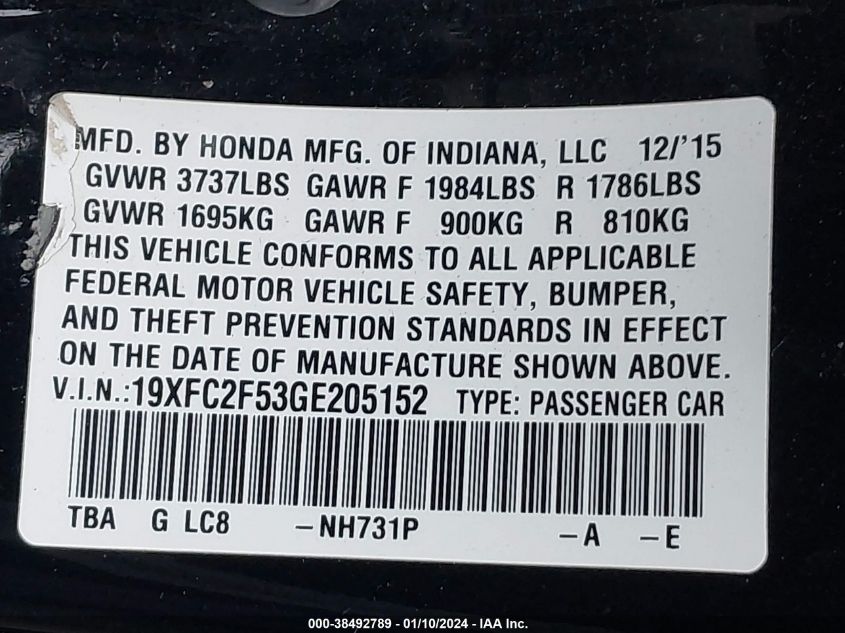 MFD. BY HONDA MFG. OF INDIANA, LLC 12/'15
GVWR 3737LBS GAWR F 1984LBS R 1786LBS
GVWR 1695KG GAWR F 900KG R 810KG
THIS VEHICLE CONFORMS TO ALL APPLICABLE
FEDERAL MOTOR VEHICLE SAFETY, BUMPER,
AND THEFT PREVENTION STANDARDS IN EFFECT
ON THE DATE OF MANUFACTURE SHOWN ABOVE.
V.I.N.:19XFC2F53GE205152 TYPE: PASSENGER CAR
TBA G LC8 -NH731P -A -E
000-38492789 - 01/10/2024 - IAA Inc.